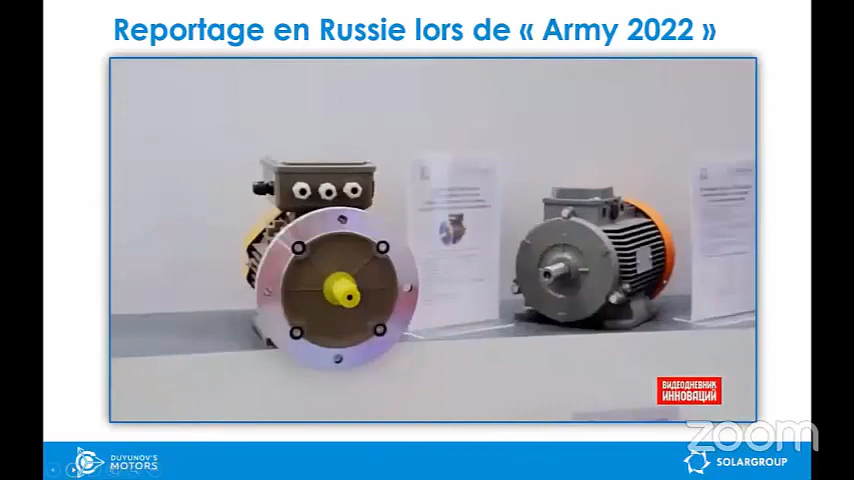 Reportage en Russie lors de « Army 2022 »
ВИДЕОДНЕВНИК
ИННОВАЦИЙ
zoom
DUYUNOV'S
MOTORS
SOLARGROUP